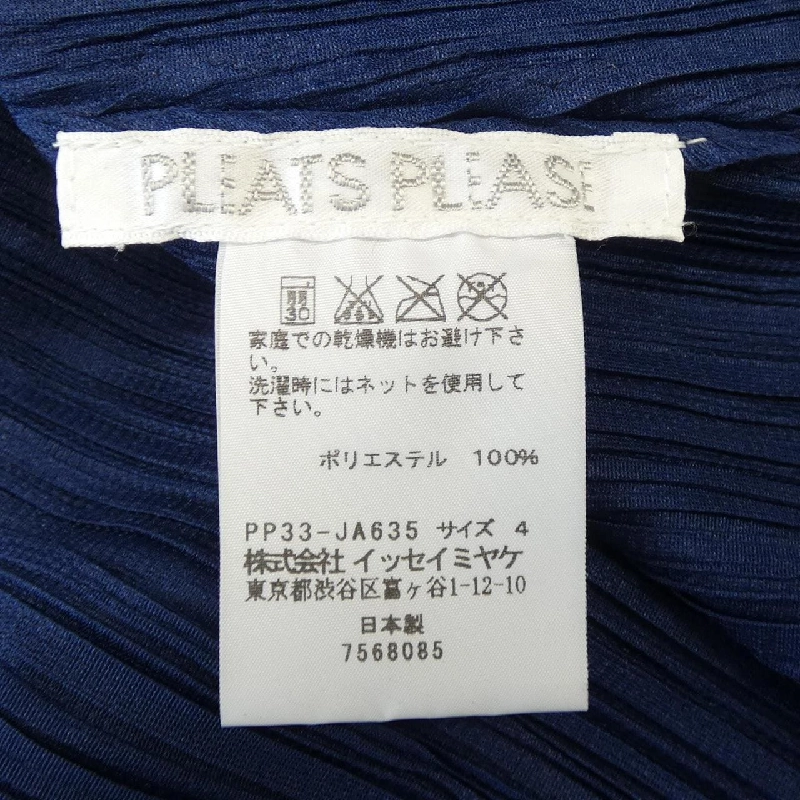 PLEATS PLEASE
弱
30
家庭での乾燥機はお避け下さ
い。
洗濯時にはネットを使用して
下さい。
ポリエステル 100%
PP33-JA635 サイズ 4
株式会社 イッセイミヤケ
東京都渋谷区富ヶ谷1-12-10
日本製
7568085